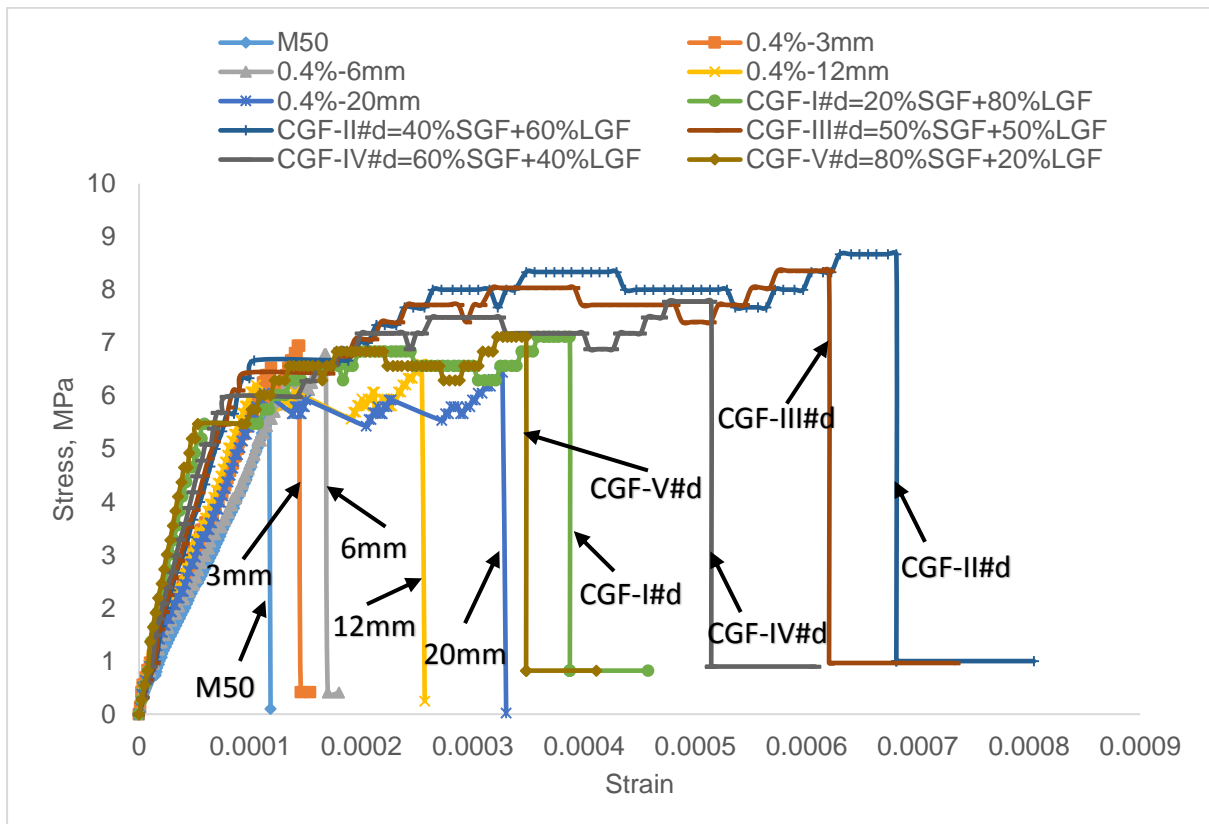 M50
0.4%-3mm
0.4%-6mm
0.4%-12mm
0.4%-20mm
CGF-I#d=20%SGF+80%LGF
CGF-II#d=40%SGF+60%LGF
CGF-III#d=50%SGF+50%LGF
CGF-IV#d=60%SGF+40%LGF
CGF-V#d=80%SGF+20%LGF
10
9
8
7
6
5
4
3
2
1
0
Stress, MPa
CGF-III#d
CGF-V#d
6mm
3mm
CGF-II#d
CGF-I#d
12mm
CGF-IV#d
20mm
M50
0
0.0001
0.0002
0.0003
0.0004
0.0005
0.0006
0.0007
0.0008
0.0009
Strain